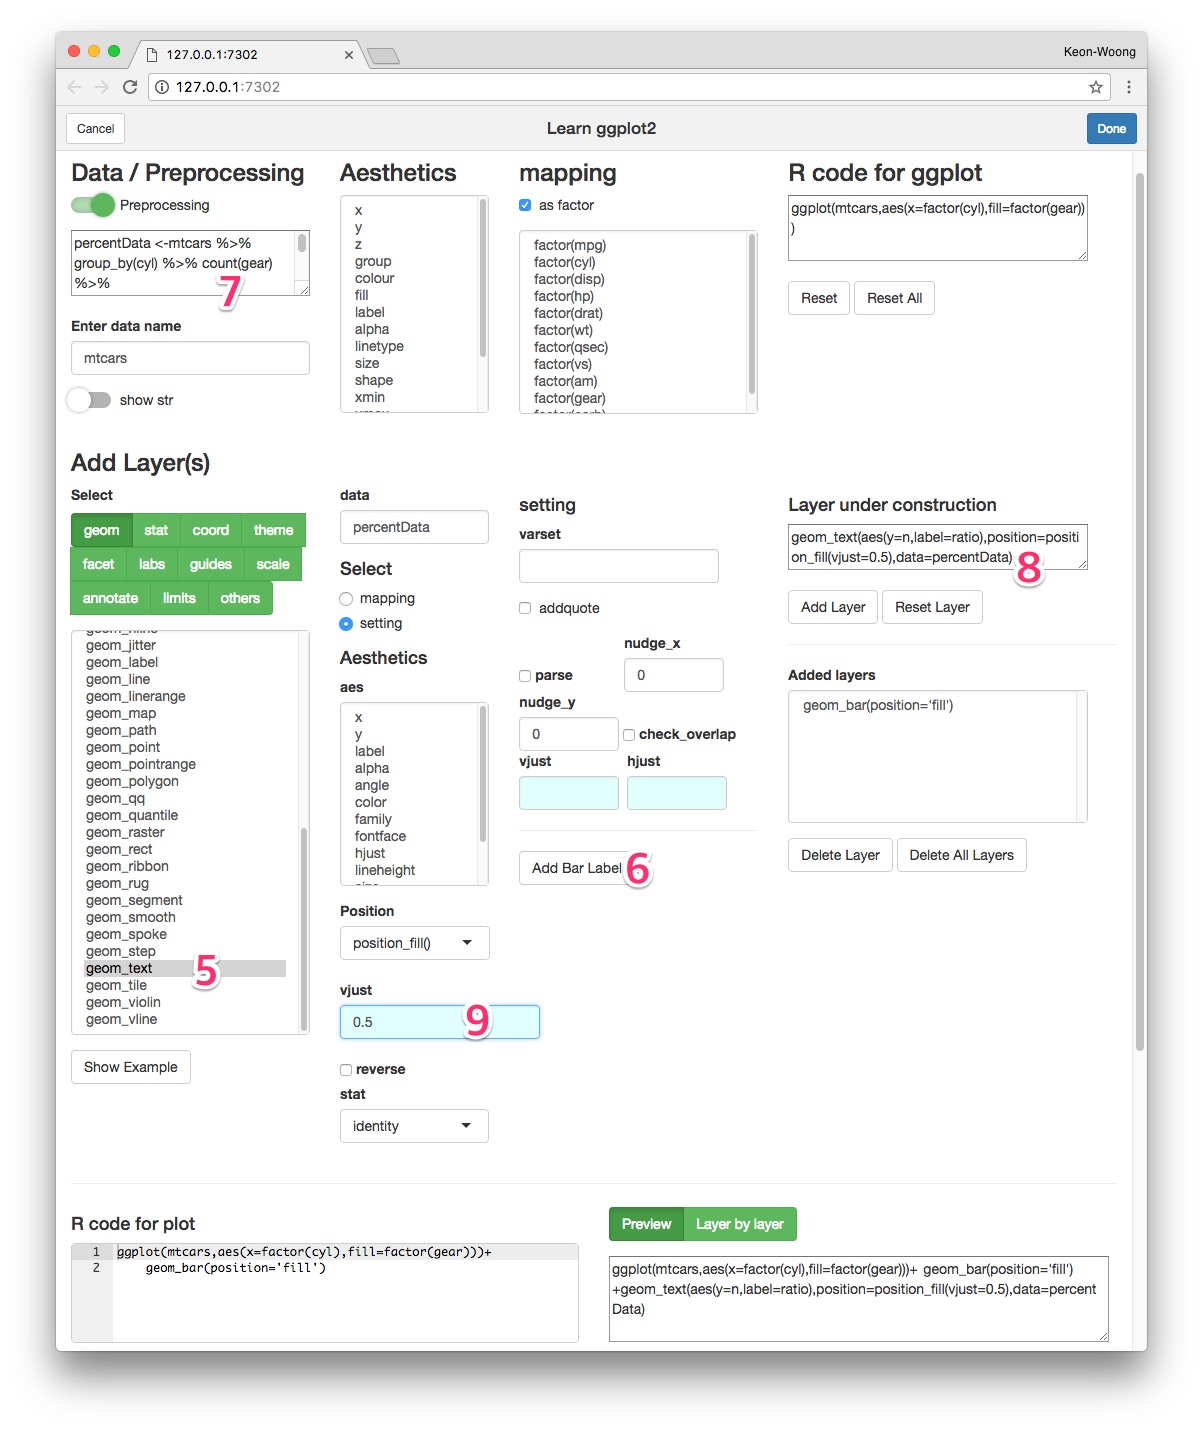 127.0.0.1:7302
Keon-Woong
127.0.0.1:7302
Cancel
Learn ggplot2
Done
Data / Preprocessing
Preprocessing
percentData <-mtcars %>%
group_by(cyl) %>% count(gear)
%>%
7
Enter data name
mtcars
show str
Aesthetics
x
y
z
group
colour
fill
label
alpha
linetype
size
shape
xmin
mapping
as factor
factor(mpg)
factor(cyl)
factor(disp)
factor(hp)
factor(drat)
factor(wt)
factor(qsec)
factor(vs)
factor(am)
factor(gear)
R code for ggplot
ggplot(mtcars,aes(x=factor(cyl),fill=factor(gear))
)
Reset
Reset All
Add Layer(s)
Select
geom
stat
coord
theme
facet
labs
guides
scale
annotate
limits
others
geom_jitter
geom_label
geom_line
geom_linerange
geom_map
geom_path
geom_point
geom_pointrange
geom_polygon
geom_qq
geom_quantile
geom_raster
geom_rect
geom_ribbon
geom_rug
geom_segment
geom_smooth
geom_spoke
geom_step
geom_text
5
geom_tile
geom_violin
geom_vline
Show Example
data
percentData
Select
mapping
setting
Aesthetics
aes
x
y
label
alpha
angle
color
family
fontface
hjust
lineheight
Position
position_fill()
vjust
0.5
9
reverse
stat
identity
setting
varset
addquote
nudge_x
parse
0
nudge_y
0
check_overlap
vjust
hjust
Add Bar Label
6
Layer under construction
geom_text(aes(y=n,label=ratio),position=positi
on_fill(vjust=0.5),data=percentData)
8
Add Layer
Reset Layer
Added layers
geom_bar(position='fill')
Delete Layer
Delete All Layers
R code for plot
1 ggplot(mtcars,aes(x=factor(cyl),fill=factor(gear)))+
2 geom_bar(position='fill')
Preview
Layer by layer
ggplot(mtcars,aes(x=factor(cyl),fill=factor(gear)))+ geom_bar(position='fill')
+geom_text(aes(y=n,label=ratio),position=position_fill(vjust=0.5),data=percent
Data)